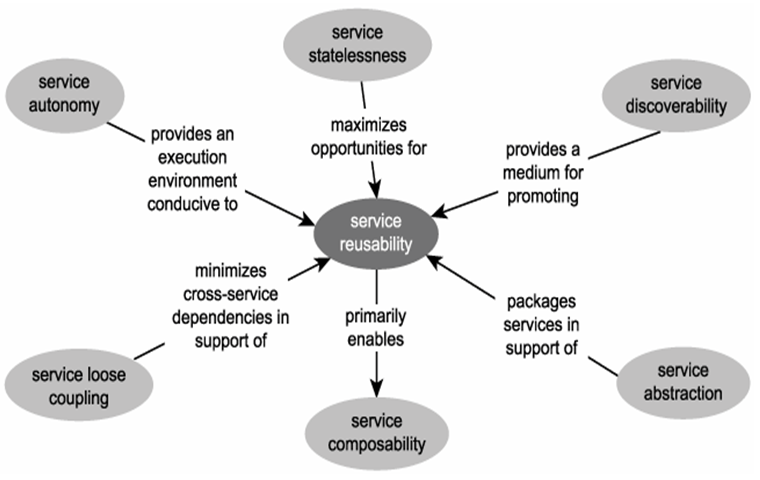 service
statelessness
service
autonomy
service
discoverability
provides an
execution
environment
conducive to
maximizes
opportunities for
provides a
medium for
promoting
service
reusability
minimizes
cross-service
dependencies in
support of
primarily
enables
packages
services in
support of
service loose
coupling
service
composability
service
abstraction